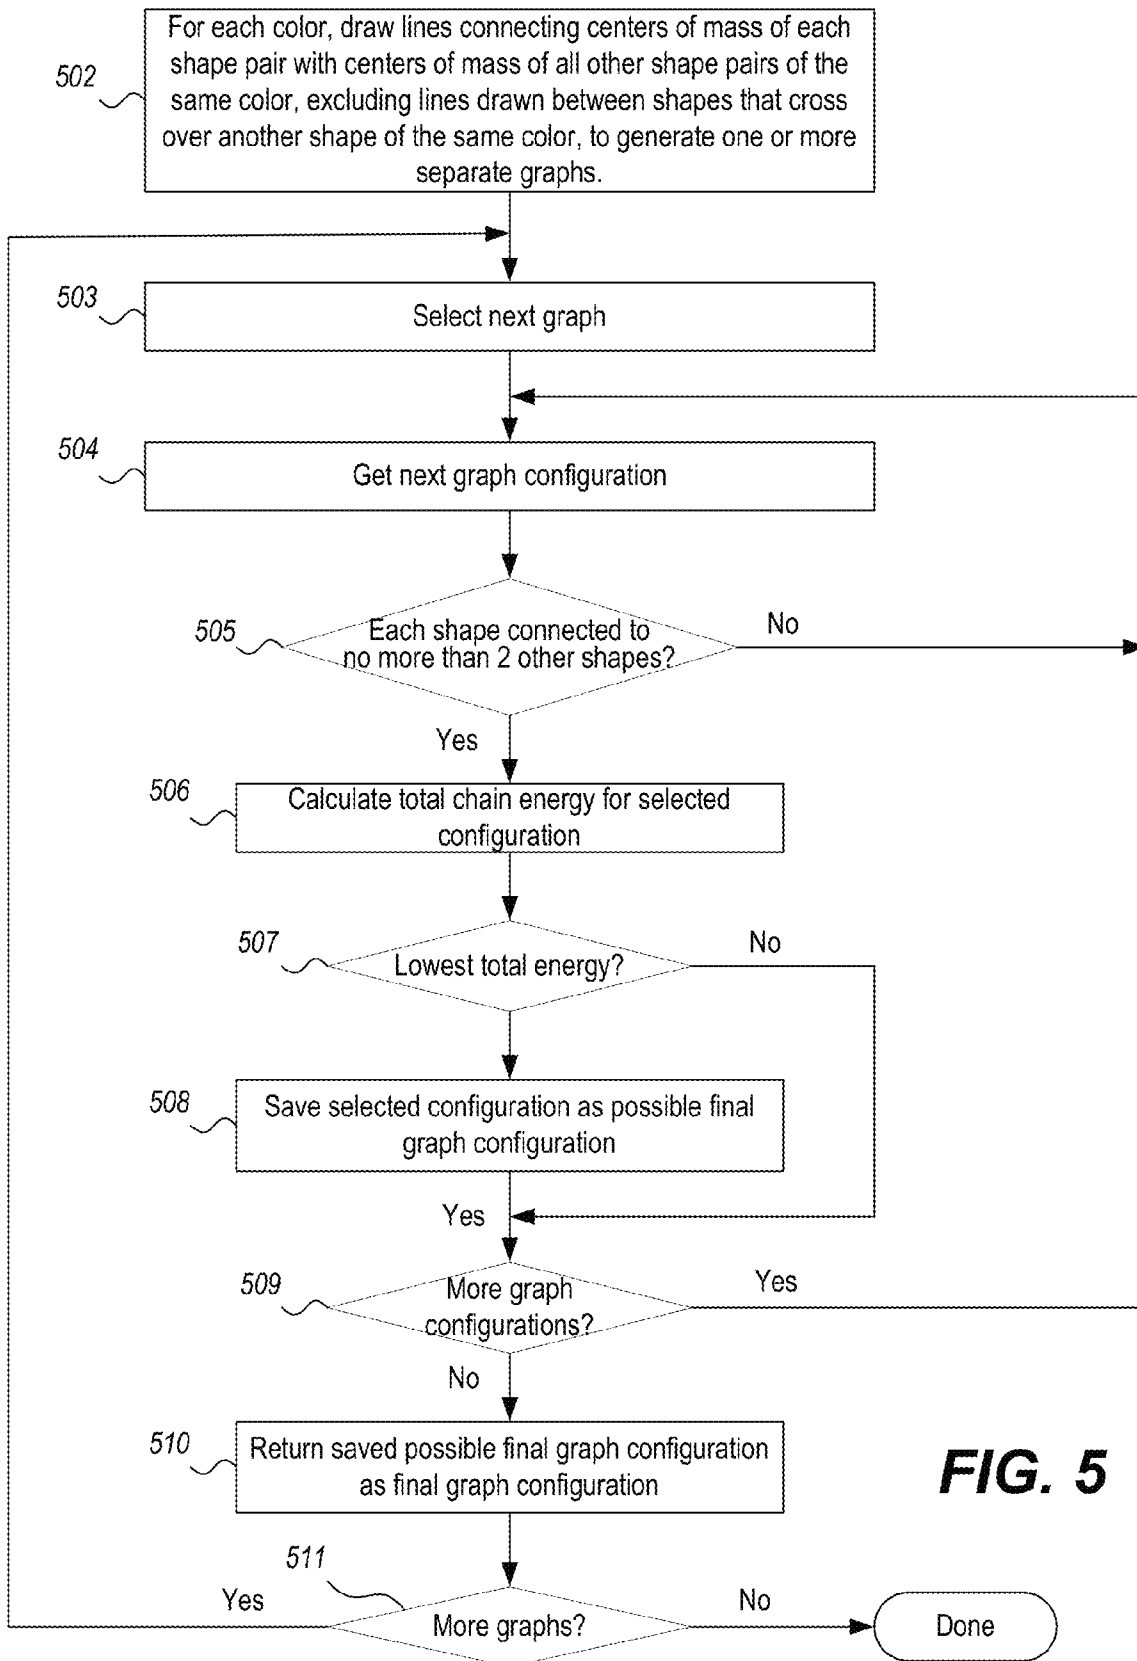 For each color, draw lines connecting centers of mass of each
shape pair with centers of mass of all other shape pairs of the
same color, excluding lines drawn between shapes that cross
over another shape of the same color, to generate one or more
separate graphs.
502
503
Select next graph
504
Get next graph configuration
505
Each shape connected to
no more than 2 other shapes?
No
Yes
506
Calculate total chain energy for selected
configuration
507
Lowest total energy?
No
508
Save selected configuration as possible final
graph configuration
Yes
509
More graph
configurations?
Yes
No
510
Return saved possible final graph configuration
as final graph configuration
FIG. 5
511
Yes
More graphs?
No
Done